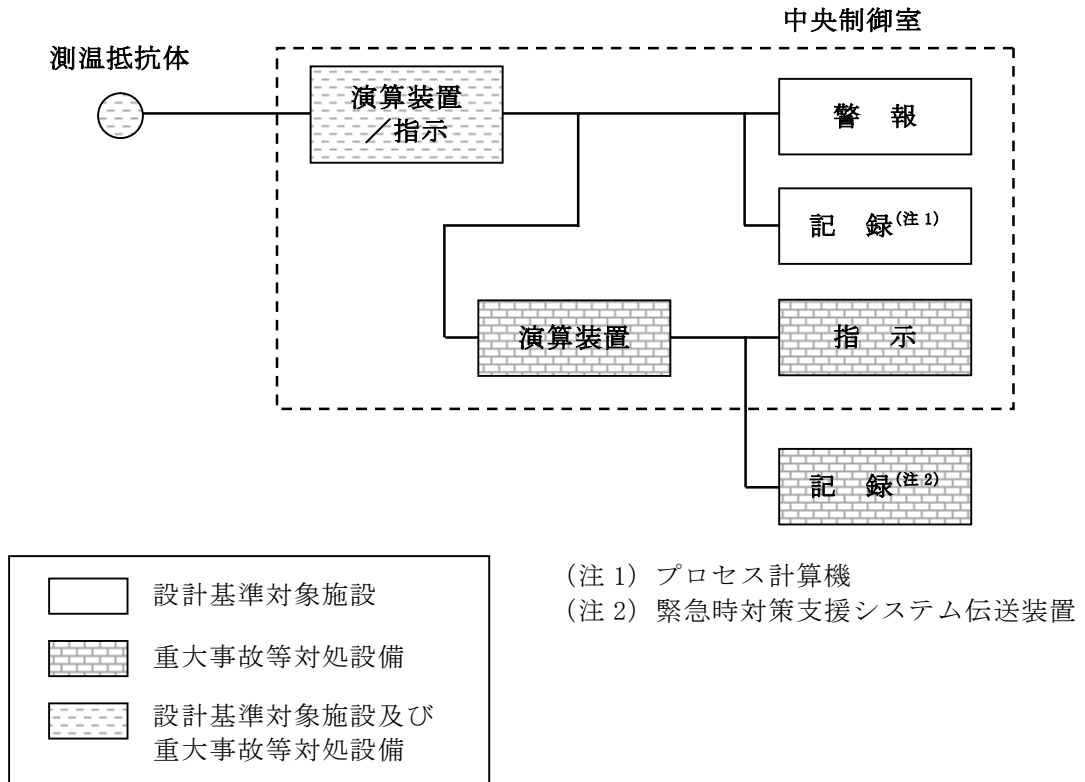 中央制御室
測温抵抗体
演算装置
／指示
警 報
記 録(注1)
演算装置
指 示
記 録(注2)
設計基準対象施設
重大事故等対処設備
設計基準対象施設及び
重大事故等対処設備
(注1) プロセス計算機
(注2) 緊急時対策支援システム伝送装置